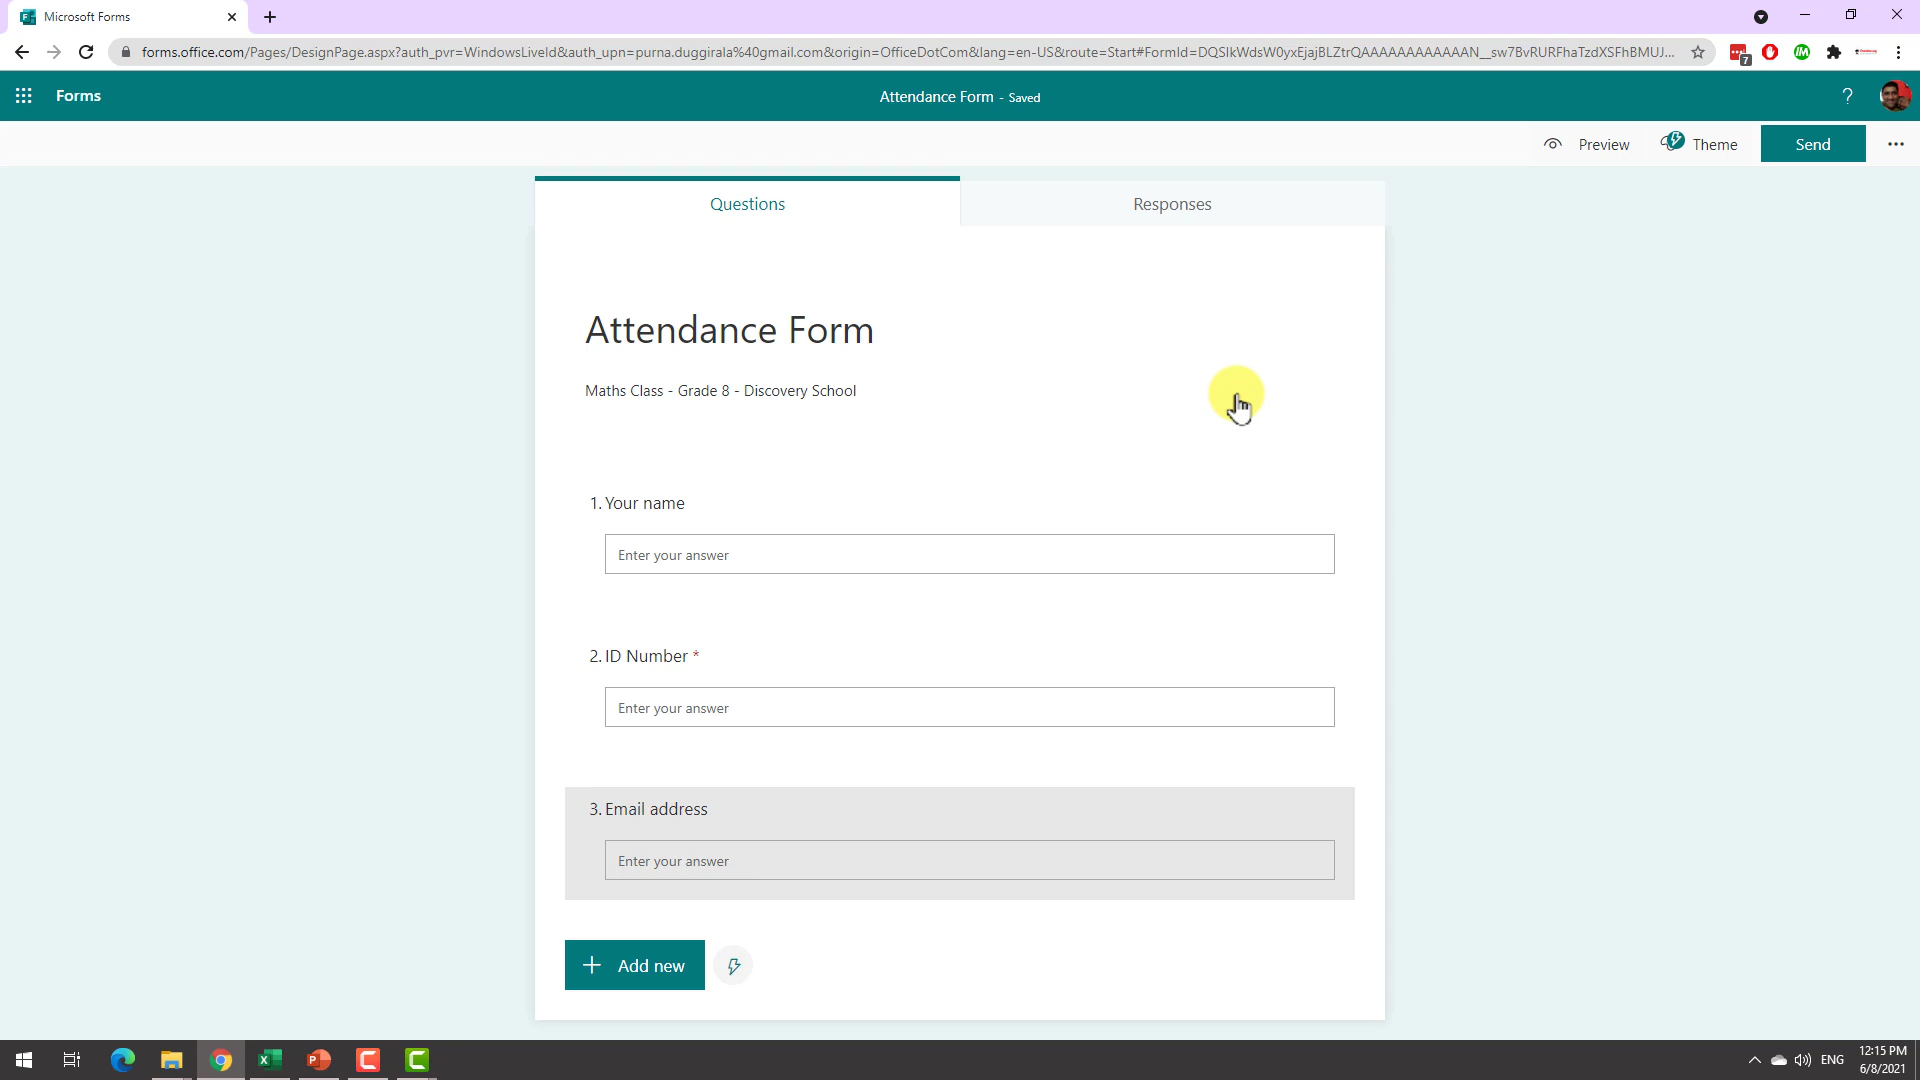 Microsoft Forms
forms.office.com/Pages/DesignPage.aspx?auth_pvr=WindowsLiveId&auth_upn=purna.duggirala%40gmail.com&origin=OfficeDotCom&lang=en-US&route=Start#FormId=DQSIkWdsW0yxEjajBLZtrQAAAAAAAAAAAAN__sw7BvRURFhaTzdXSFhBMUJ...
7
Forms
Attendance Form - Saved
?
Preview
Theme
Send
Questions
Responses
Attendance Form
Maths Class - Grade 8 - Discovery School
1. Your name
Enter your answer
2. ID Number *
Enter your answer
3. Email address
Enter your answer
Add new
ENG
12:15 PM
6/8/2021